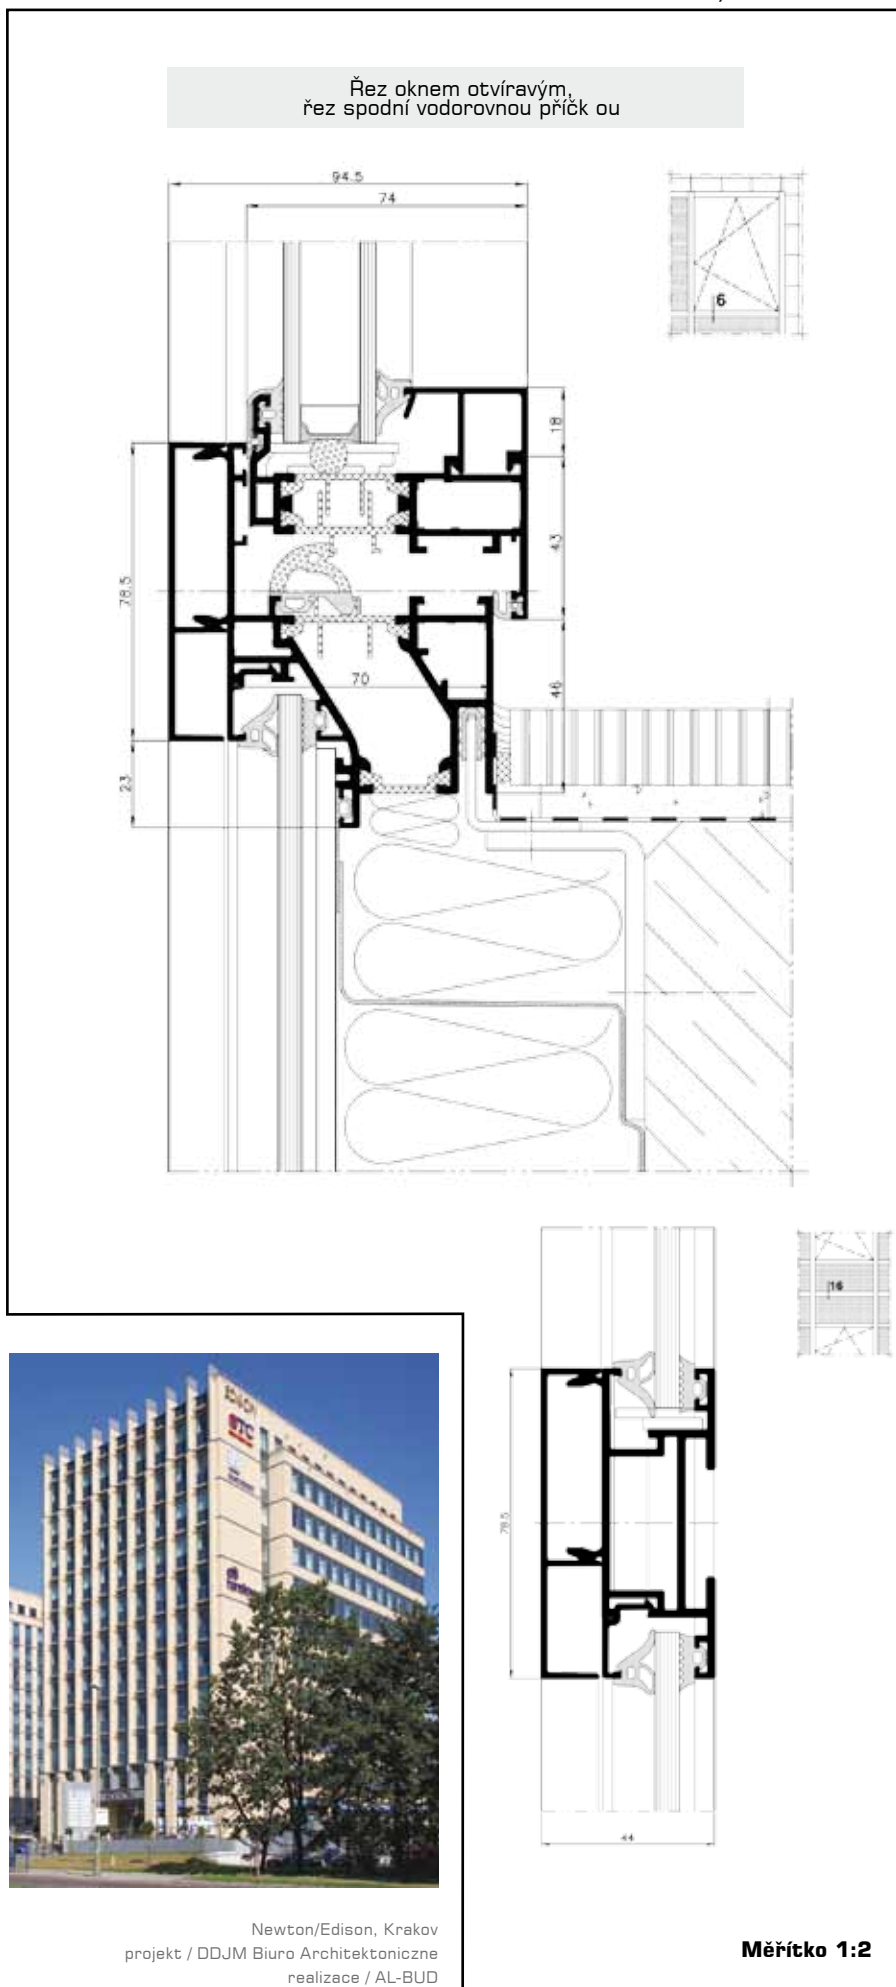 Řez oknem otvíravým,
řez spodní vodorovnou příčk ou
94.5
74
6
18
43
78.5
70
46
23
16
78.5
44
EDISON
Newton/Edison, Krakov
projekt / DDJM Biuro Architektoniczne
realizace / AL-BUD
Měřítko 1:2